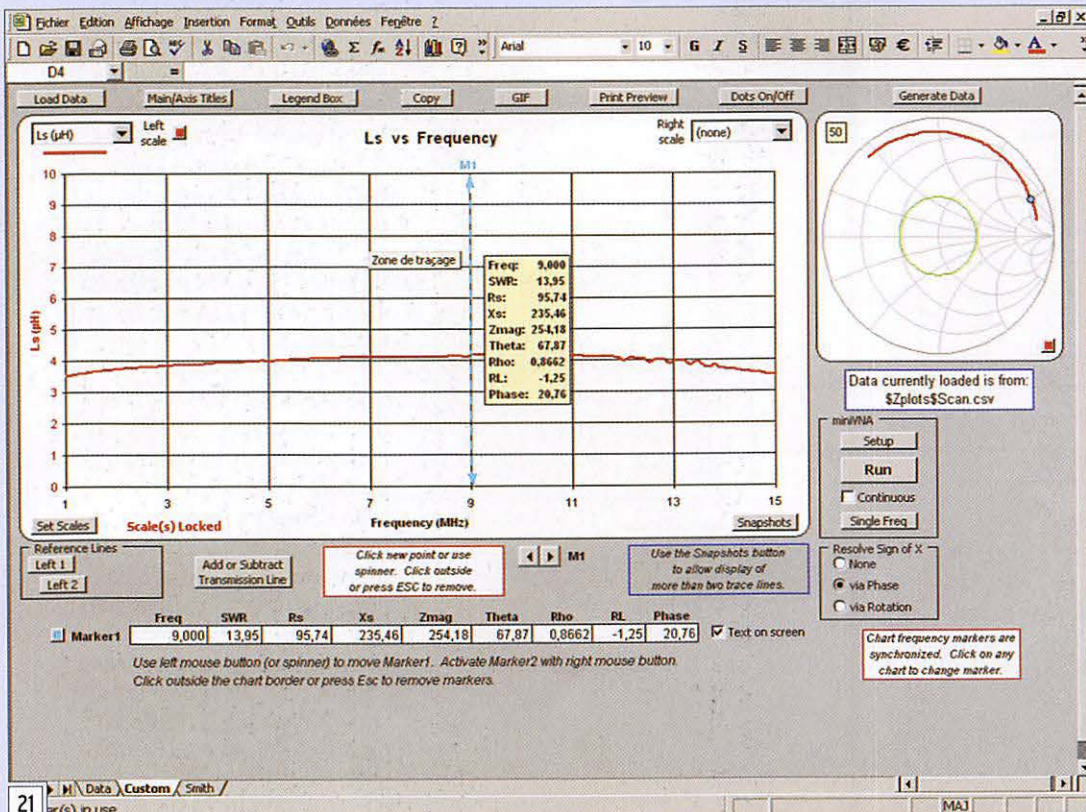 Fichier Edition Affichage Insertion Format Outils Données Fenêtre ?
Arial 10 G I S
D4 =
Load Data Main/Axis Titles Legend Box Copy GIF Print Preview Dots On/Off Generate Data
Ls (µH) Left scale Ls vs Frequency Right scale (none)
50
M1
10
9
8
7
6
5
4
3
2
1
0
Ls (µH)
Zone de traçage
Freq: 9,000
SWR: 13,95
Rs: 95,74
Xs: 235,46
Zmag: 254,18
Theta: 67,87
Rho: 0,8662
RL: -1,25
Phase: 20,76
1 3 5 7 9 11 13 15
Set Scales Scale(s) Locked Frequency (MHz) Snapshots
Data currently loaded is from:
$Zplots$Scan.csv
miniVNA
Setup
Run
Continuous
Single Freq
Reference Lines
Left 1
Left 2
Add or Subtract
Transmission Line
Click new point or use
spinner. Click outside
or press ESC to remove.
M1
Use the Snapshots button
to allow display of
more than two trace lines.
Resolve Sign of X
None
via Phase
via Rotation
Freq SWR Rs Xs Zmag Theta Rho RL Phase
Marker1 9,000 13,95 95,74 235,46 254,18 67,87 0,8662 -1,25 20,76 Text on screen
Use left mouse button (or spinner) to move Marker1. Activate Marker2 with right mouse button.
Click outside the chart border or press Esc to remove markers.
Chart frequency markers are
synchronized. Click on any
chart to change marker.
Data Custom Smith
21 er(s) in use MAJ